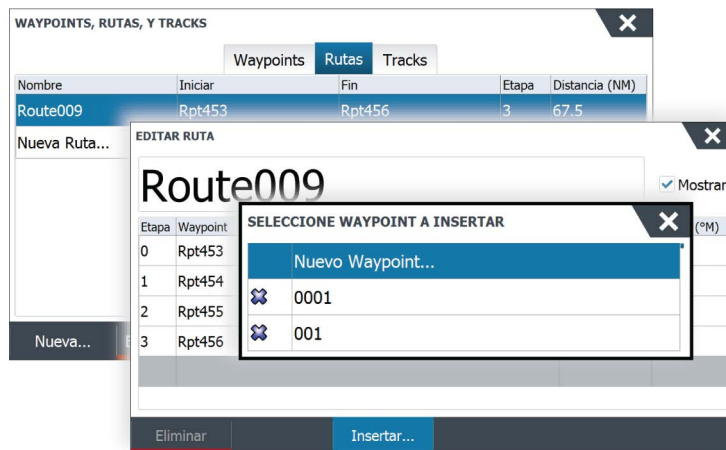 WAYPOINTS, RUTAS, Y TRACKS
Waypoints Rutas Tracks
Nombre Iniciar Fin Etapa Distancia (NM)
Route009 Rpt453 Rpt456 3 67.5
Nueva Ruta...
EDITAR RUTA
Route009
Mostrar
SELECCIONE WAYPOINT A INSERTAR
Etapa Waypoint (°M)
Nuevo Waypoint...
0 Rpt453
0001
1 Rpt454
2 Rpt455
001
3 Rpt456
Nueva...
Eliminar Insertar...